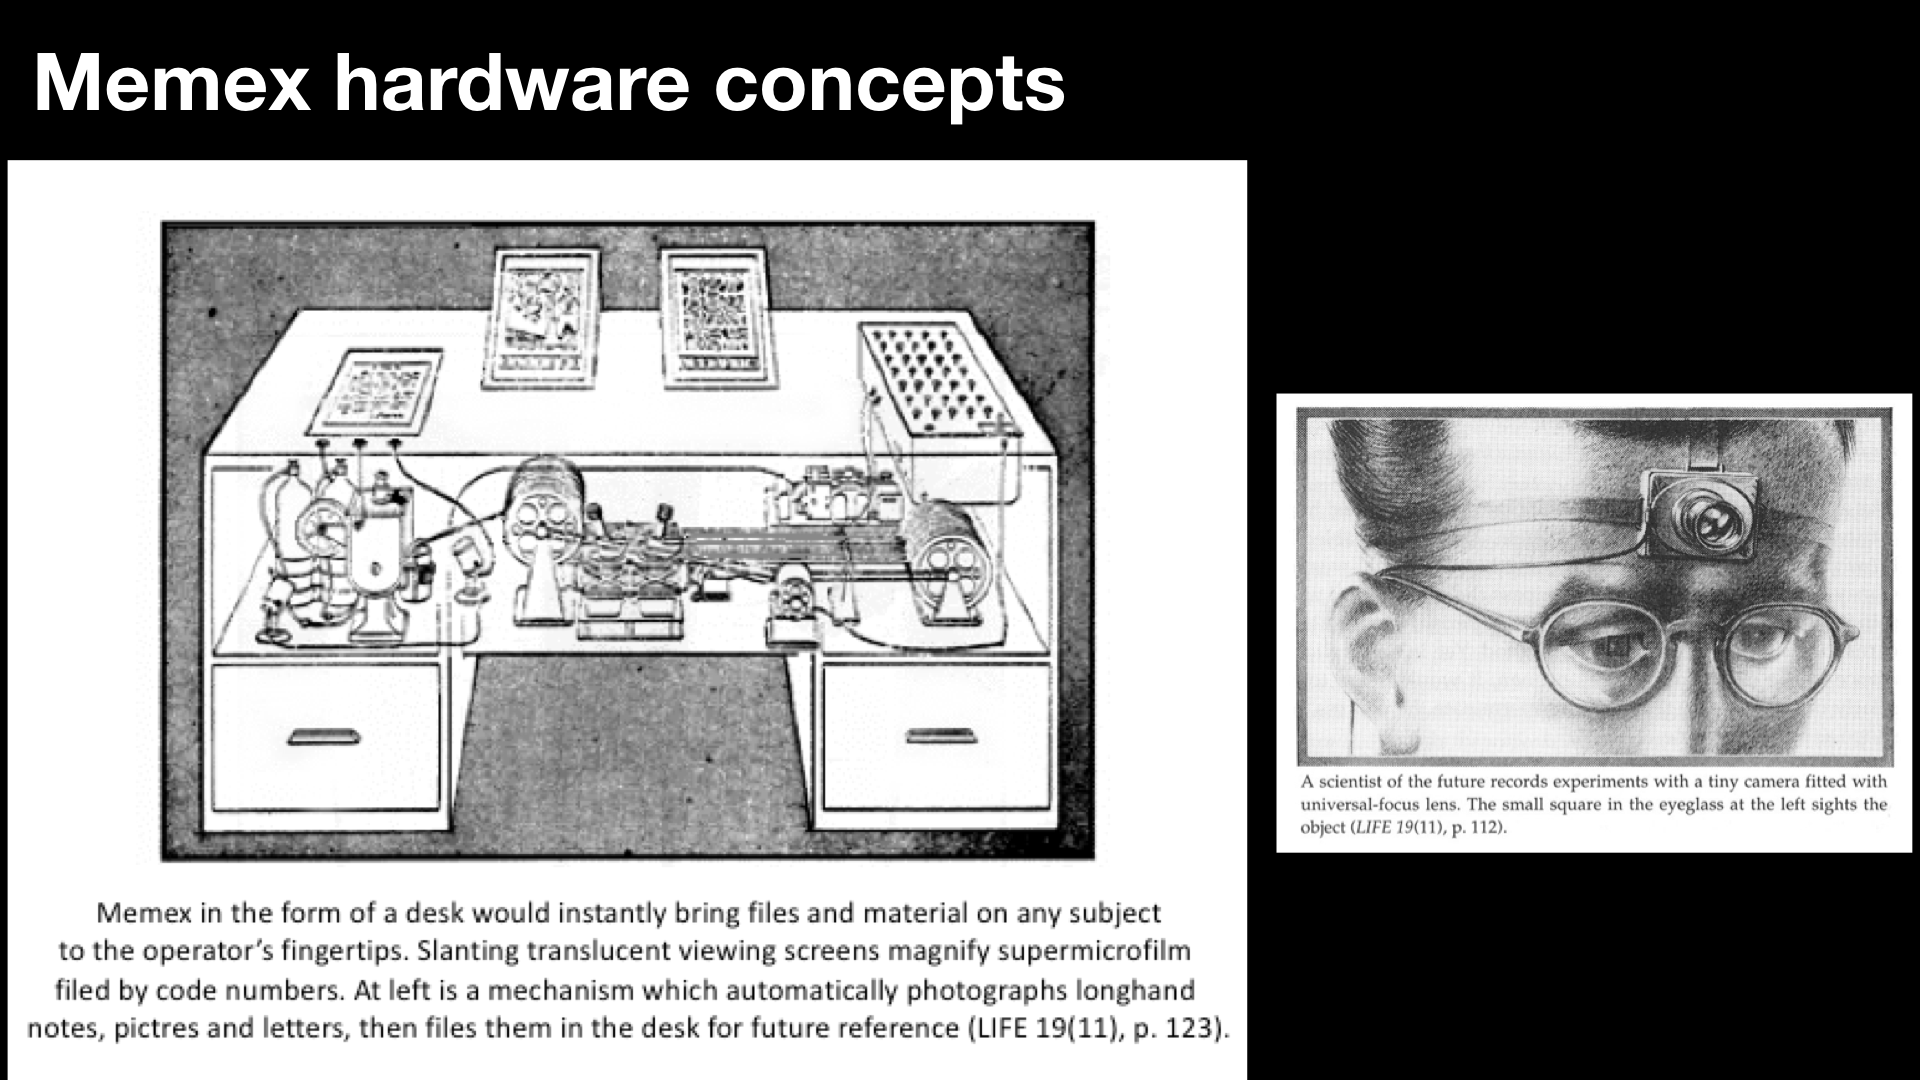 Memex hardware concepts
Memex in the form of a desk would instantly bring files and material on any subject
to the operator's fingertips. Slanting translucent viewing screens magnify supermicrofilm
filed by code numbers. At left is a mechanism which automatically photographs longhand
notes, pictres and letters, then files them in the desk for future reference (LIFE 19(11), p. 123).
A scientist of the future records experiments with a tiny camera fitted with
universal-focus lens. The small square in the eyeglass at the left sights the
object (LIFE 19(11), p. 112).